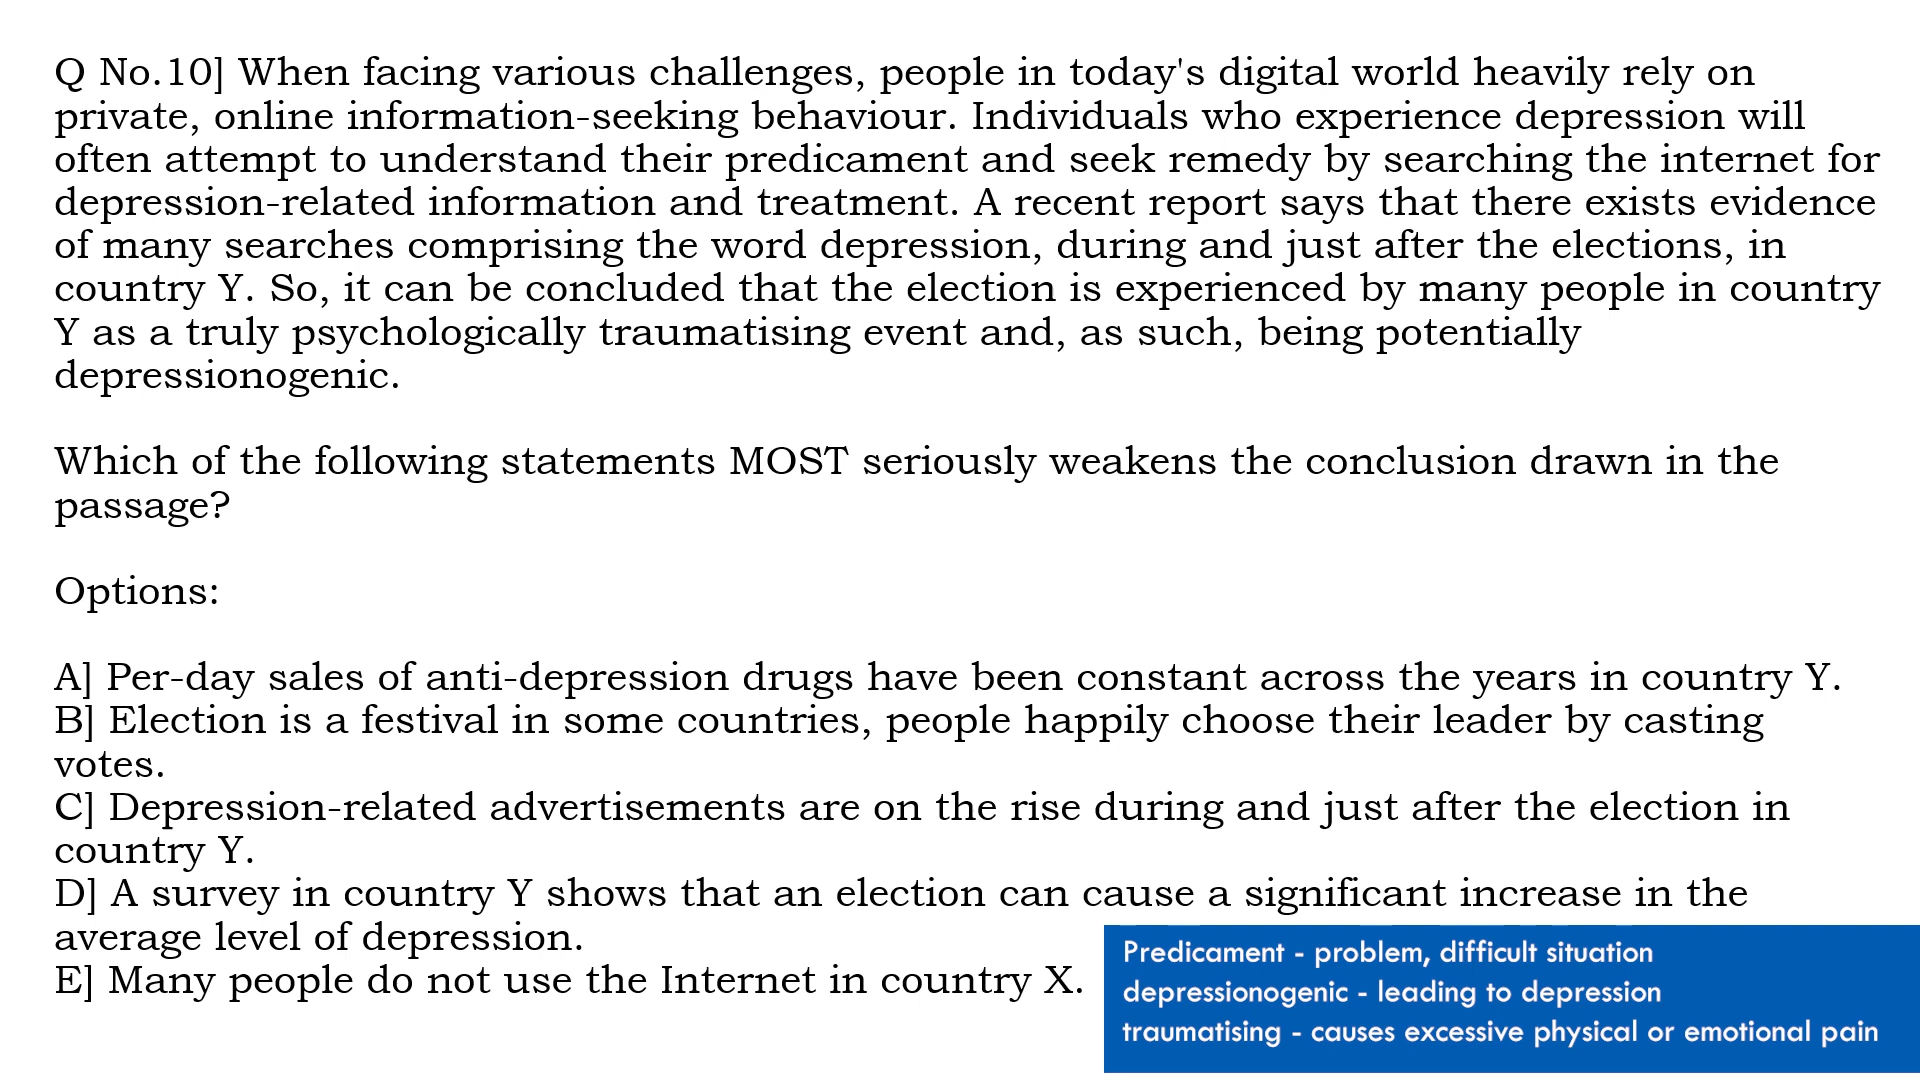 Q No.10] When facing various challenges, people in today's digital world heavily rely on
private, online information-seeking behaviour. Individuals who experience depression will
often attempt to understand their predicament and seek remedy by searching the internet for
depression-related information and treatment. A recent report says that there exists evidence
of many searches comprising the word depression, during and just after the elections, in
country Y. So, it can be concluded that the election is experienced by many people in country
Y as a truly psychologically traumatising event and, as such, being potentially
depressionogenic.
Which of the following statements MOST seriously weakens the conclusion drawn in the
passage?
Options:
A] Per-day sales of anti-depression drugs have been constant across the years in country Y.
B] Election is a festival in some countries, people happily choose their leader by casting
votes.
C] Depression-related advertisements are on the rise during and just after the election in
country Y.
D] A survey in country Y shows that an election can cause a significant increase in the
average level of depression.
E] Many people do not use the Internet in country X.
Predicament - problem, difficult situation
depressionogenic - leading to depression
traumatising - causes excessive physical or emotional pain